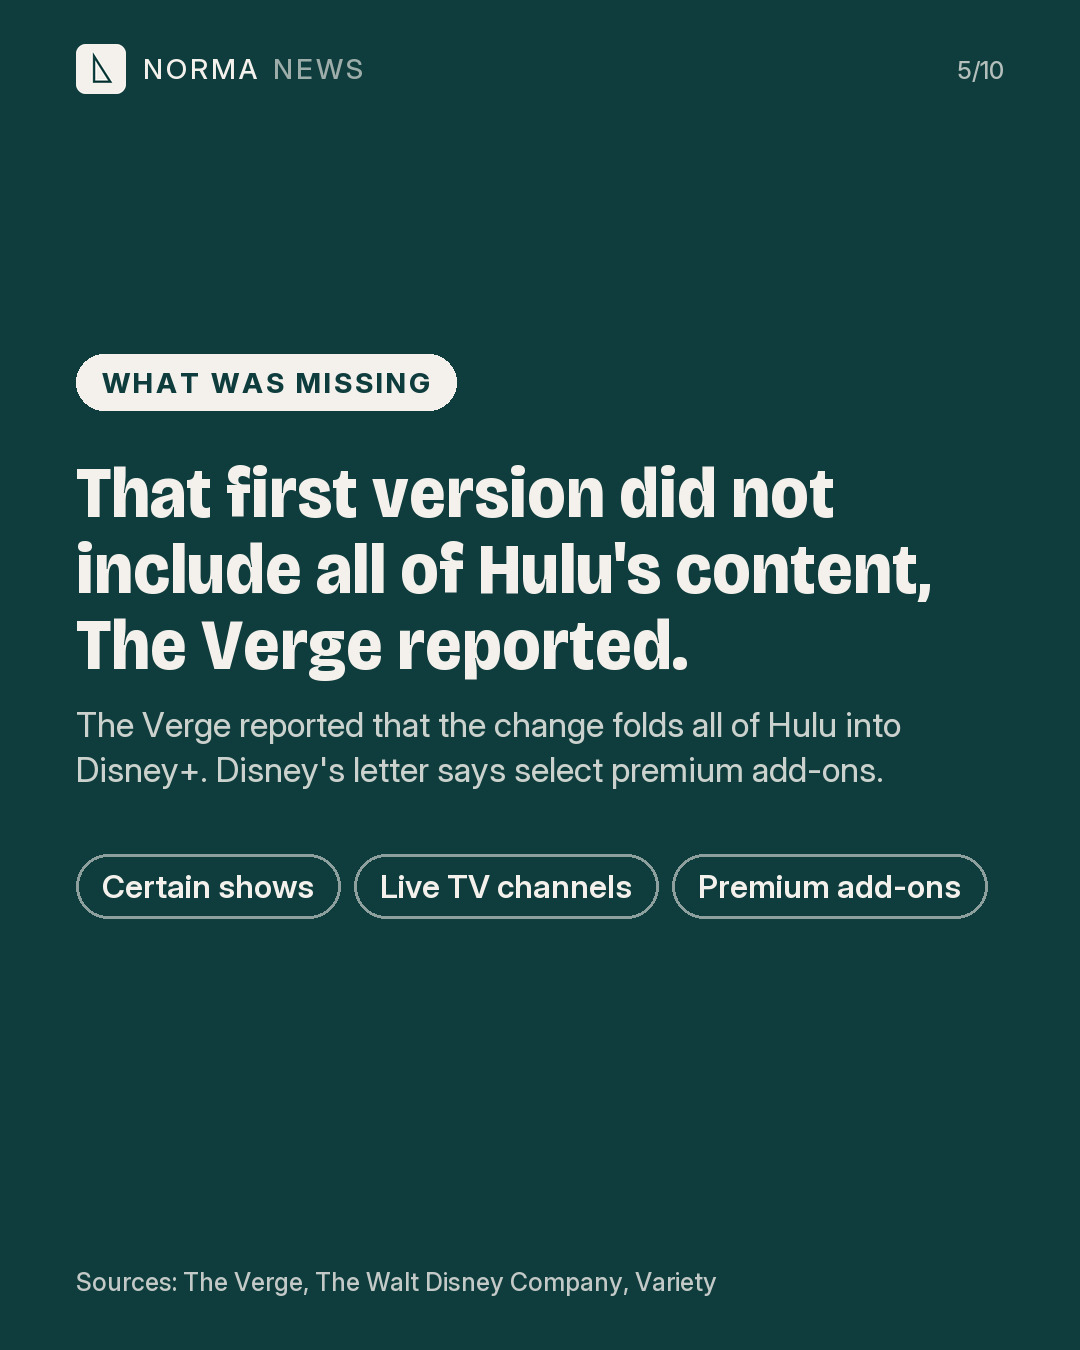 NORMA NEWS
5/10
WHAT WAS MISSING
That first version did not
include all of Hulu's content,
The Verge reported.
The Verge reported that the change folds all of Hulu into
Disney+. Disney's letter says select premium add-ons.
Certain shows
Live TV channels
Premium add-ons
Sources: The Verge, The Walt Disney Company, Variety